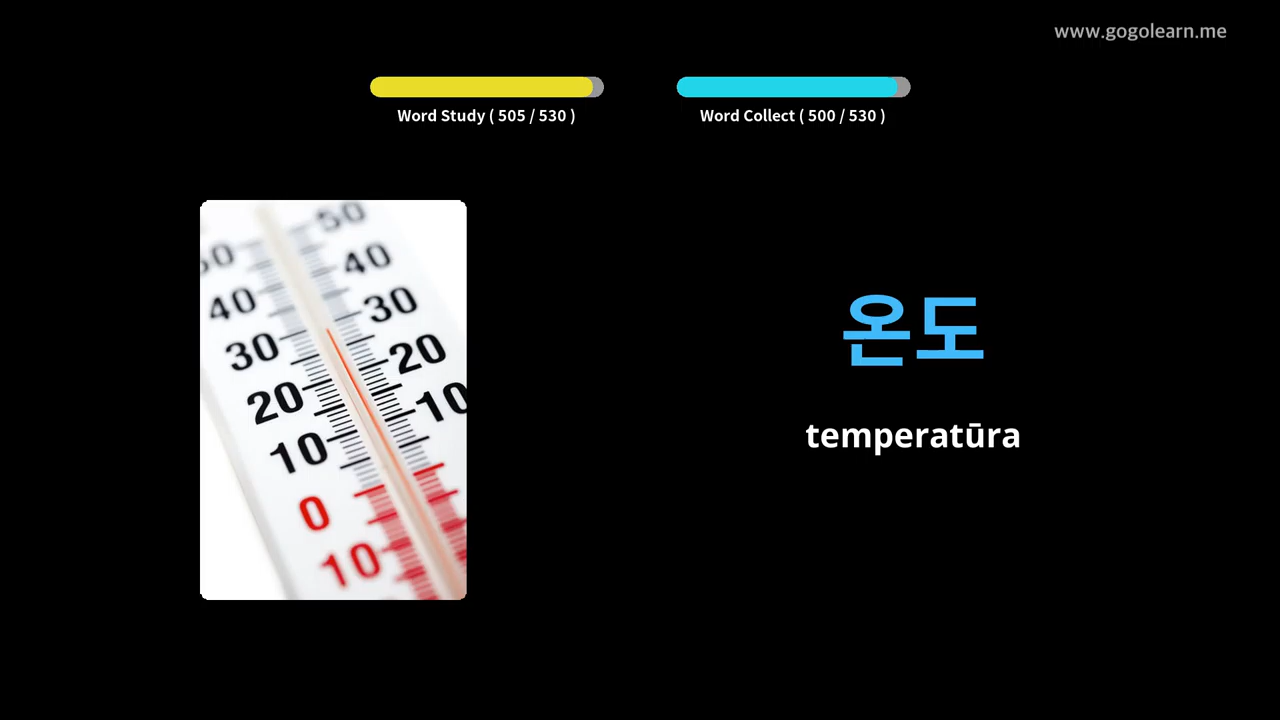 www.gogolearn.me
Word Study ( 505 / 530 )
Word Collect ( 500 / 530 )
50
40
30
20
10
50
40
30
20
10
0
10
온도
temperatūra